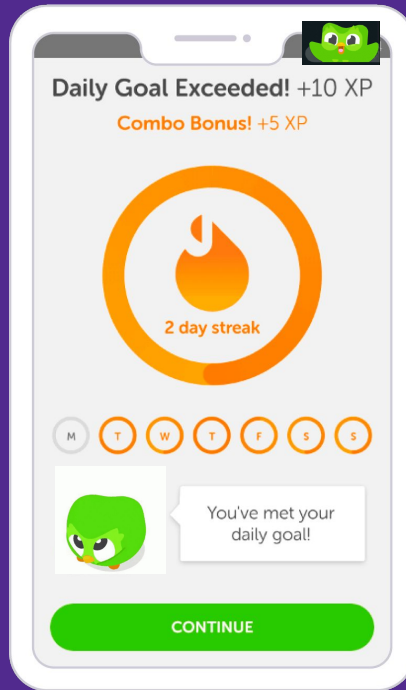 Daily Goal Exceeded! +10 XP
Combo Bonus! +5 XP
2 day streak
M T W T F S S
You've met your
daily goal!
CONTINUE